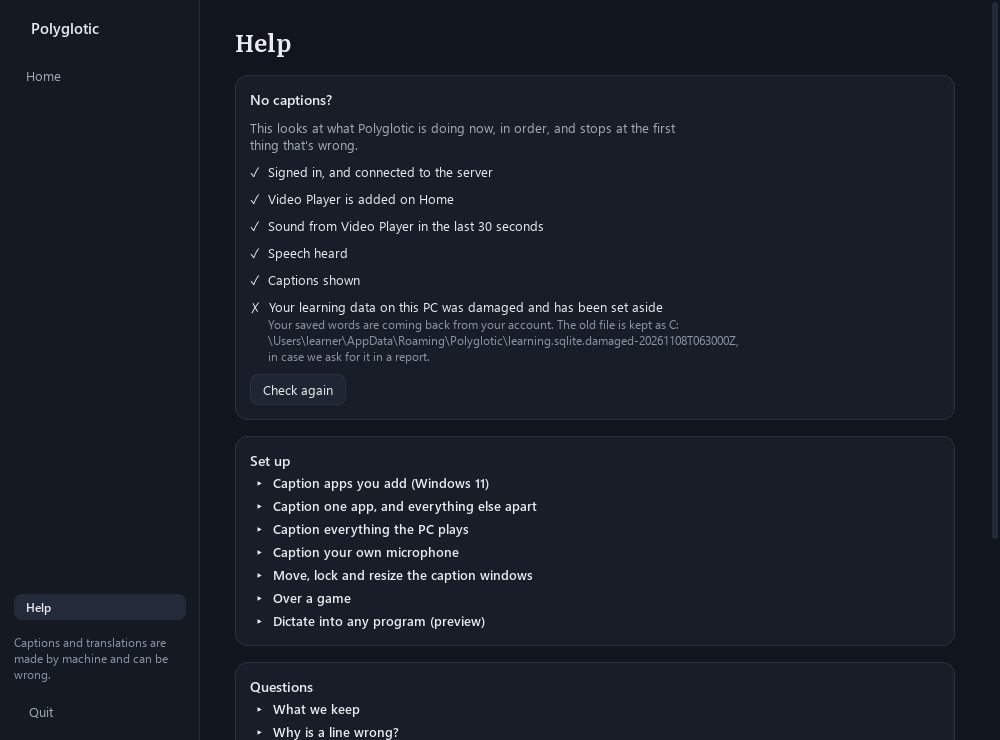 Polyglotic
Home
Help
No captions?
This looks at what Polyglotic is doing now, in order, and stops at the first
thing that's wrong.
✓ Signed in, and connected to the server
✓ Video Player is added on Home
✓ Sound from Video Player in the last 30 seconds
✓ Speech heard
✓ Captions shown
✗ Your learning data on this PC was damaged and has been set aside
Your saved words are coming back from your account. The old file is kept as C:
\Users\learner\AppData\Roaming\Polyglotic\learning.sqlite.damaged-20261108T063000Z,
in case we ask for it in a report.
Check again
Set up
▸ Caption apps you add (Windows 11)
▸ Caption one app, and everything else apart
▸ Caption everything the PC plays
▸ Caption your own microphone
▸ Move, lock and resize the caption windows
▸ Over a game
▸ Dictate into any program (preview)
Questions
▸ What we keep
▸ Why is a line wrong?
Help
Captions and translations are
made by machine and can be
wrong.
Quit